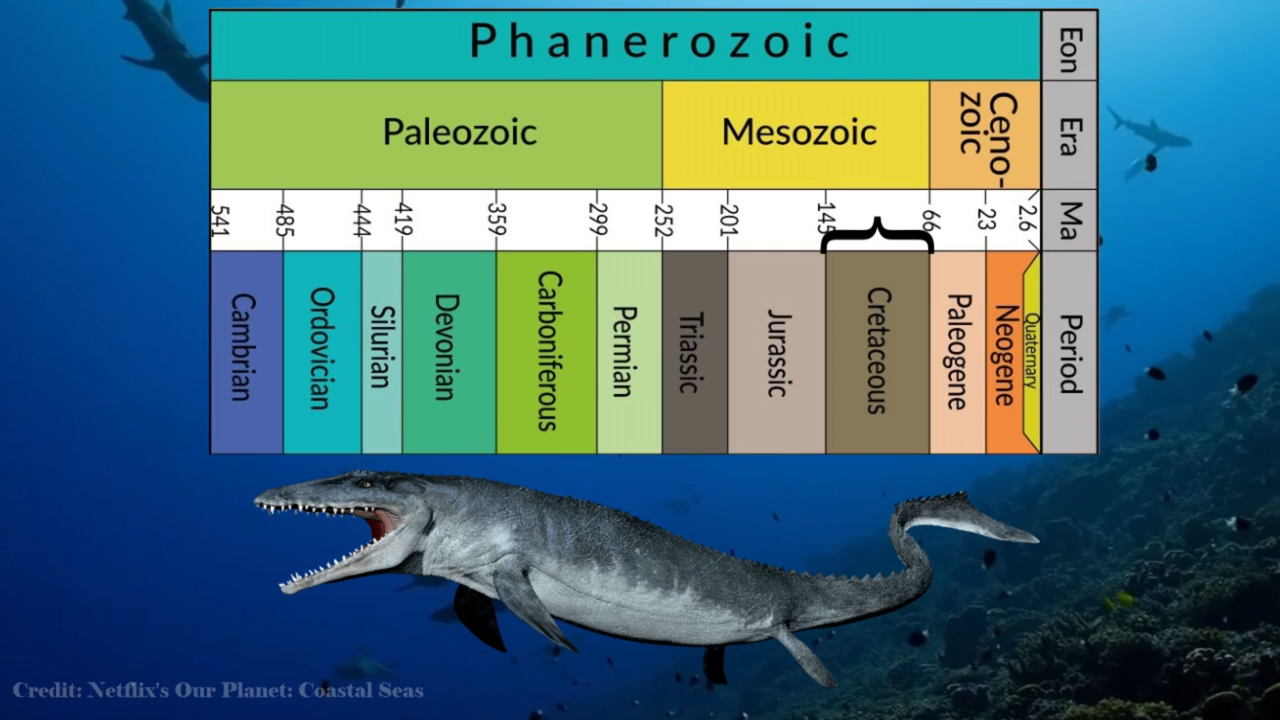 Phanerozoic
Eon
Paleozoic
Mesozoic
Ceno-
zoic
Era
541
485
444
419
359
299
252
201
145
66
23
2.6
Ma
Cambrian
Ordovician
Silurian
Devonian
Carboniferous
Permian
Triassic
Jurassic
Cretaceous
Paleogene
Neogene
Quaternary
Period
Credit: Netflix's Our Planet: Coastal Seas